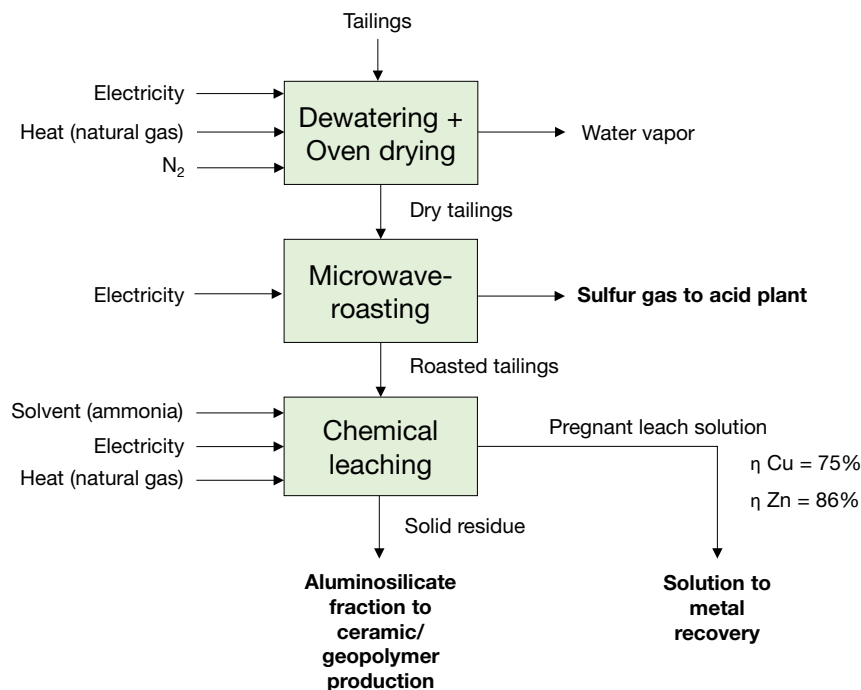 Tailings
Electricity
Heat (natural gas)
N₂
Dewatering +
Oven drying
Water vapor
Dry tailings
Electricity
Microwave-
roasting
Sulfur gas to acid plant
Roasted tailings
Solvent (ammonia)
Electricity
Heat (natural gas)
Chemical
leaching
Pregnant leach solution
η Cu = 75%
η Zn = 86%
Solid residue
Aluminosilicate
fraction to
ceramic/
geopolymer
production
Solution to
metal
recovery